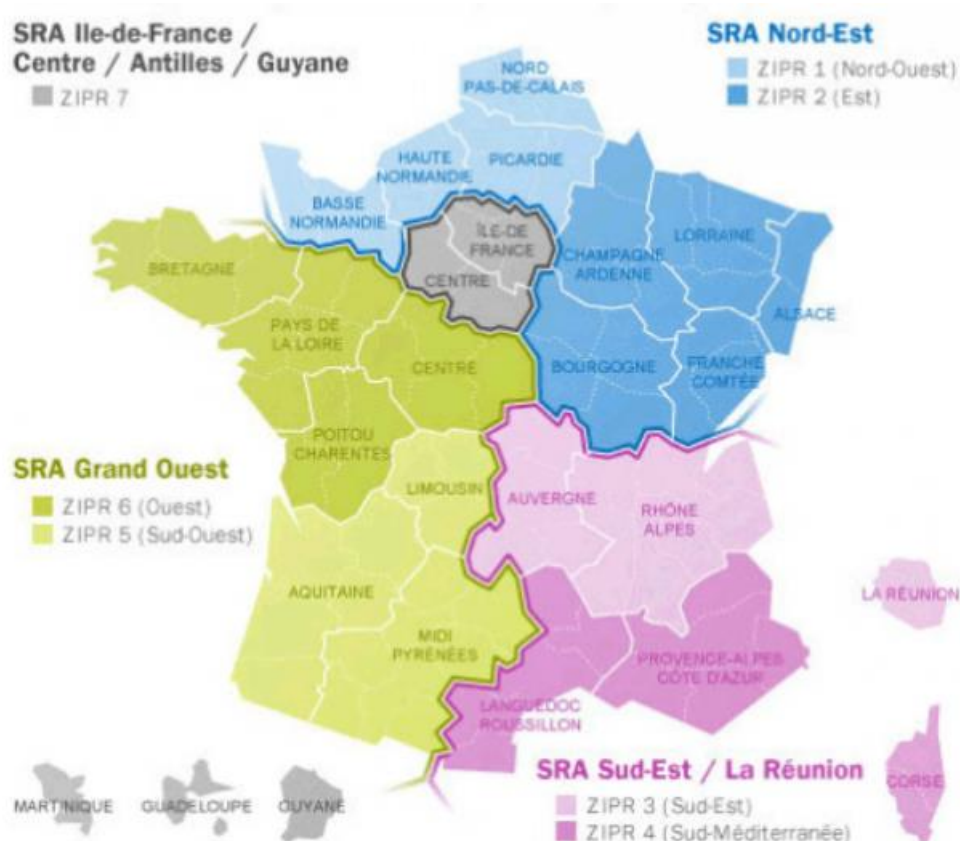 SRA Ile-de-France /
Centre / Antilles / Guyane
ZIPR 7
SRA Nord-Est
ZIPR 1 (Nord-Ouest)
ZIPR 2 (Est)
NORD
PAS-DE-CALAIS
HAUTE
NORMANDIE
PICARDIE
BASSE
NORMANDIE
ÎLE-DE
FRANCE
CENTRE
CHAMPAGNE
ARDENNE
LORRAINE
ALSACE
BRETAGNE
PAYS DE
LA LOIRE
CENTRE
BOURGOGNE
FRANCHE
COMTÉE
POITOU
CHARENTES
SRA Grand Ouest
ZIPR 6 (Ouest)
ZIPR 5 (Sud-Ouest)
LIMOUSIN
AUVERGNE
RHÔNE
ALPES
AQUITAINE
MIDI
PYRÉNÉES
LA RÉUNION
PROVENCE-ALPES
CÔTE D'AZUR
LANGUEDOC
ROUSSILLON
SRA Sud-Est / La Réunion
ZIPR 3 (Sud-Est)
ZIPR 4 (Sud-Méditerranée)
CORSE
MARTINIQUE
GUADELOUPE
GUYANE